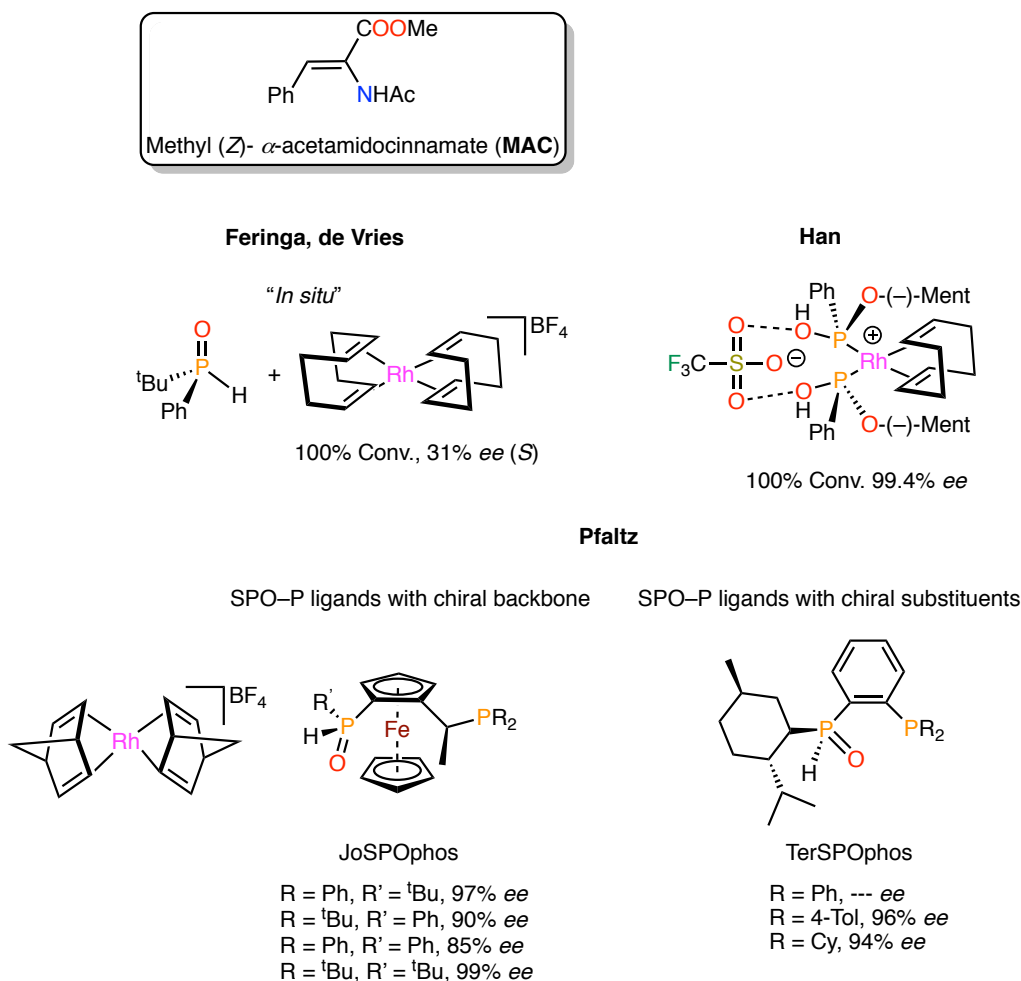 COOMe
Ph
NHAc
Methyl (Z)- α-acetamidocinnamate (MAC)
Feringa, de Vries
Han
“In situ”
O
P
tBu
H
Ph
+
Rh
BF4
100% Conv., 31% ee (S)
Ph
O-(–)-Ment
H
O
O
P
⊕
F3C
S
O
⊖
Rh
O
O
P
H
Ph
O-(–)-Ment
100% Conv. 99.4% ee
Pfaltz
SPO–P ligands with chiral backbone
SPO–P ligands with chiral substituents
Rh
BF4
R'
H
P
O
Fe
PR2
P
H
O
PR2
JoSPOphos
TerSPOphos
R = Ph, R’ = tBu, 97% ee
R = tBu, R’ = Ph, 90% ee
R = Ph, R’ = Ph, 85% ee
R = tBu, R’ = tBu, 99% ee
R = Ph, --- ee
R = 4-Tol, 96% ee
R = Cy, 94% ee